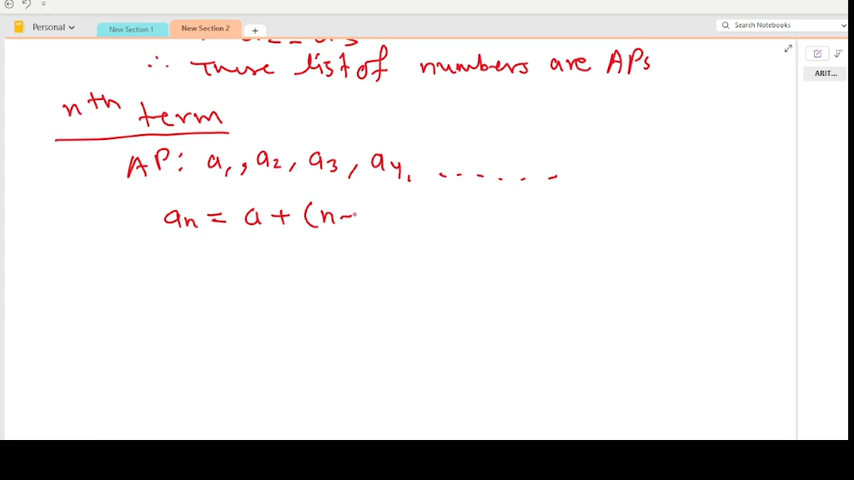 Personal
New Section 1
New Section 2
+
Search Notebooks
ARIT...
∴ These list of numbers are APs
nth term
AP: a₁, a₂, a₃, a₄, .......
aₙ = a + (n-